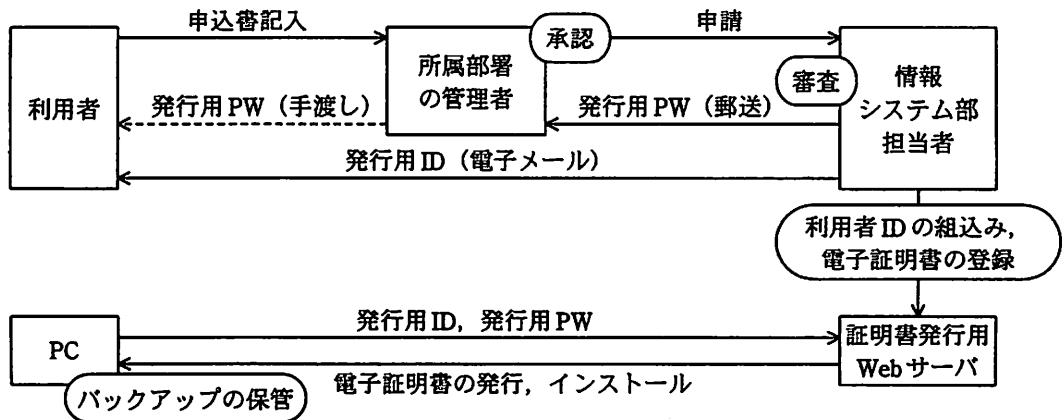 申込書記入
承認
申請
利用者
所属部署
の管理者
審査
情報
システム部
担当者
発行用PW（手渡し）
発行用PW（郵送）
発行用ID（電子メール）
利用者IDの組込み，
電子証明書の登録
発行用ID，発行用PW
PC
証明書発行用
Webサーバ
電子証明書の発行，インストール
バックアップの保管